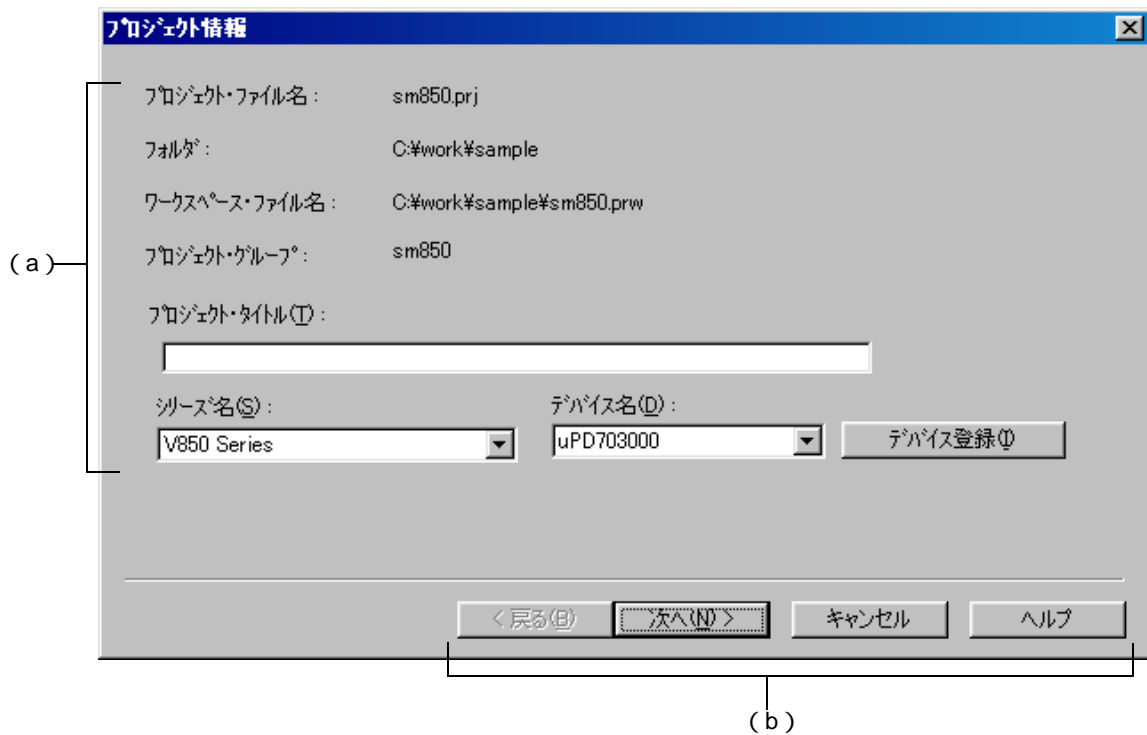 ﾌﾟﾛｼﾞｪｸﾄ情報
ﾌﾟﾛｼﾞｪｸﾄ･ﾌｧｲﾙ名 : sm850.prj
ﾌｫﾙﾀﾞ : C:¥work¥sample
ﾜｰｸｽﾍﾟｰｽ･ﾌｧｲﾙ名 : C:¥work¥sample¥sm850.prw
ﾌﾟﾛｼﾞｪｸﾄ･ｸﾞﾙｰﾌﾟ : sm850
(a)
ﾌﾟﾛｼﾞｪｸﾄ･ﾀｲﾄﾙ(T) :
ｼﾘｰｽﾞ名(S) : ﾃﾞﾊﾞｲｽ名(D) :
V850 Series uPD703000 ﾃﾞﾊﾞｲｽ登録(I)
< 戻る(B) 次へ(N) > キャンセル ヘルプ
(b)